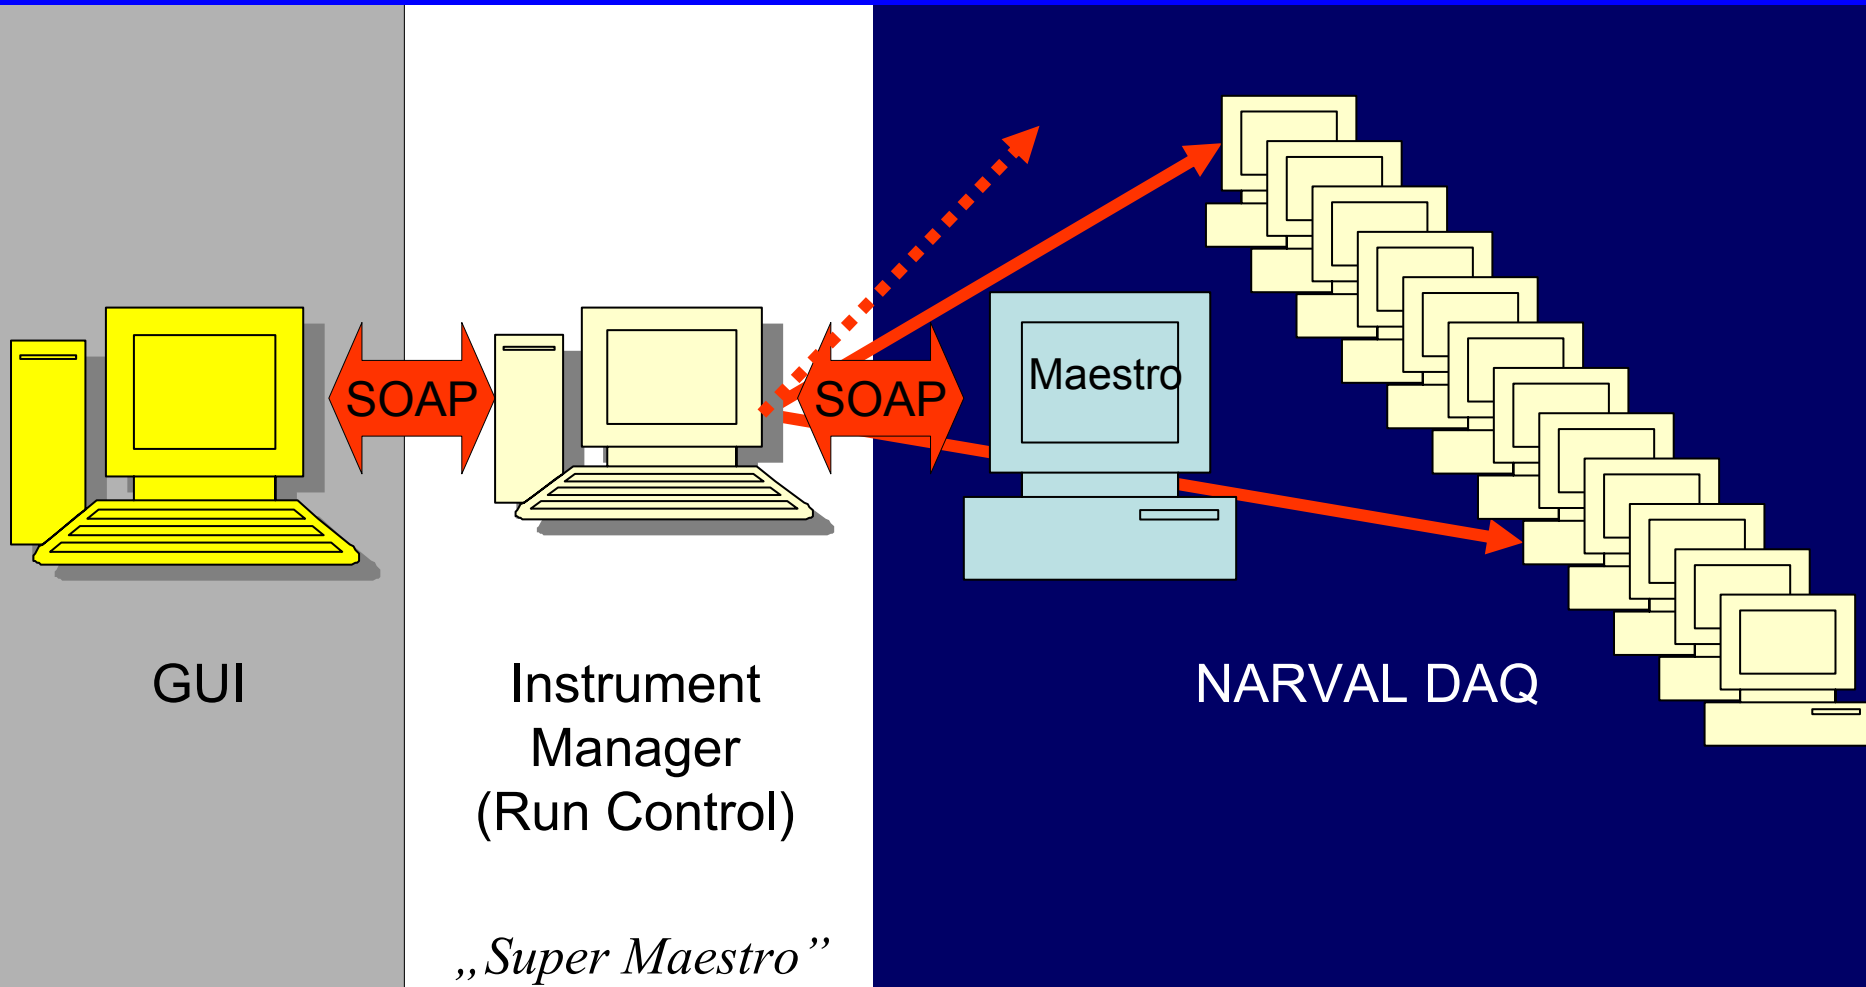 SOAP
SOAP
Maestro
GUI
Instrument
Manager
(Run Control)
NARVAL DAQ
„Super Maestro”